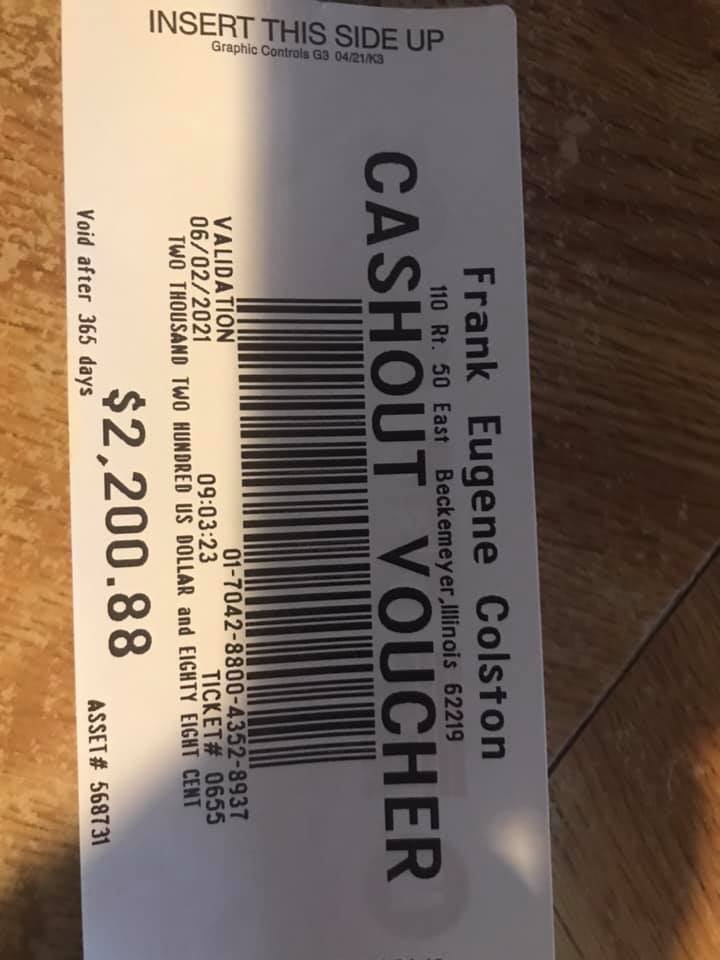 INSERT THIS SIDE UP
Graphic Controls G3 04/21/K3
Frank Eugene Colston
110 Rt. 50 East Beckemeyer,Illinois 62219
CASHOUT VOUCHER
VALIDATION 01-7042-8800-4352-8937
06/02/2021 09:03:23 TICKET# 0655
TWO THOUSAND TWO HUNDRED US DOLLAR and EIGHTY EIGHT CENT
$2,200.88
Void after 365 days ASSET# 568731